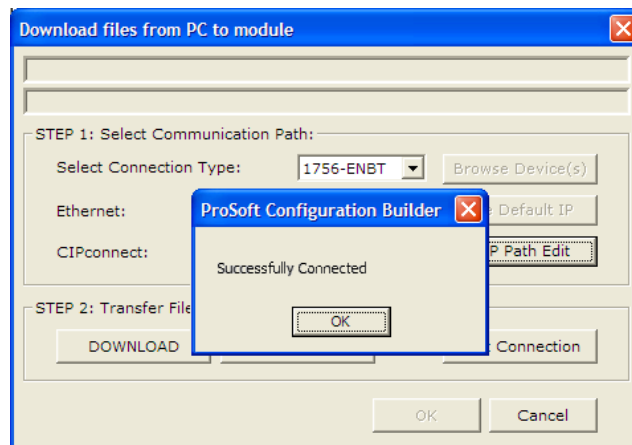 Download files from PC to module
STEP 1: Select Communication Path:
Select Connection Type: 1756-ENBT Browse Device(s)
Ethernet: Default IP
CIPconnect: P Path Edit
ProSoft Configuration Builder
Successfully Connected
OK
STEP 2: Transfer File
DOWNLOAD Connection
OK Cancel